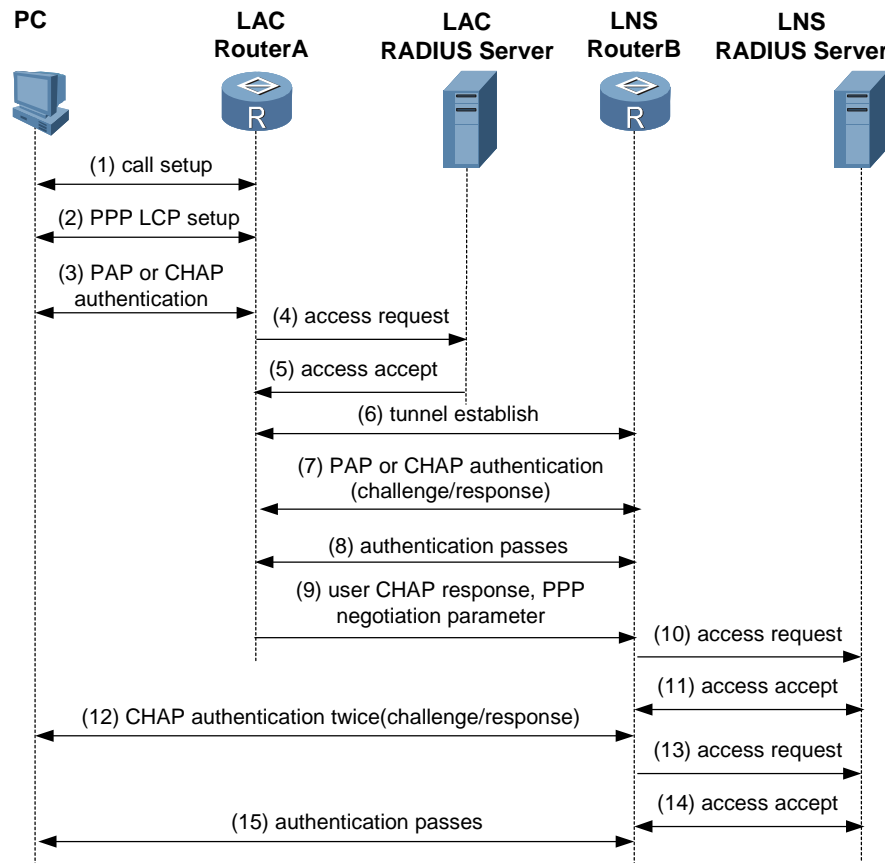 PC
LAC
RouterA
LAC
RADIUS Server
LNS
RouterB
LNS
RADIUS Server
R
R
(1) call setup
(2) PPP LCP setup
(3) PAP or CHAP
authentication
(4) access request
(5) access accept
(6) tunnel establish
(7) PAP or CHAP authentication
(challenge/response)
(8) authentication passes
(9) user CHAP response, PPP
negotiation parameter
(10) access request
(11) access accept
(12) CHAP authentication twice(challenge/response)
(13) access request
(14) access accept
(15) authentication passes